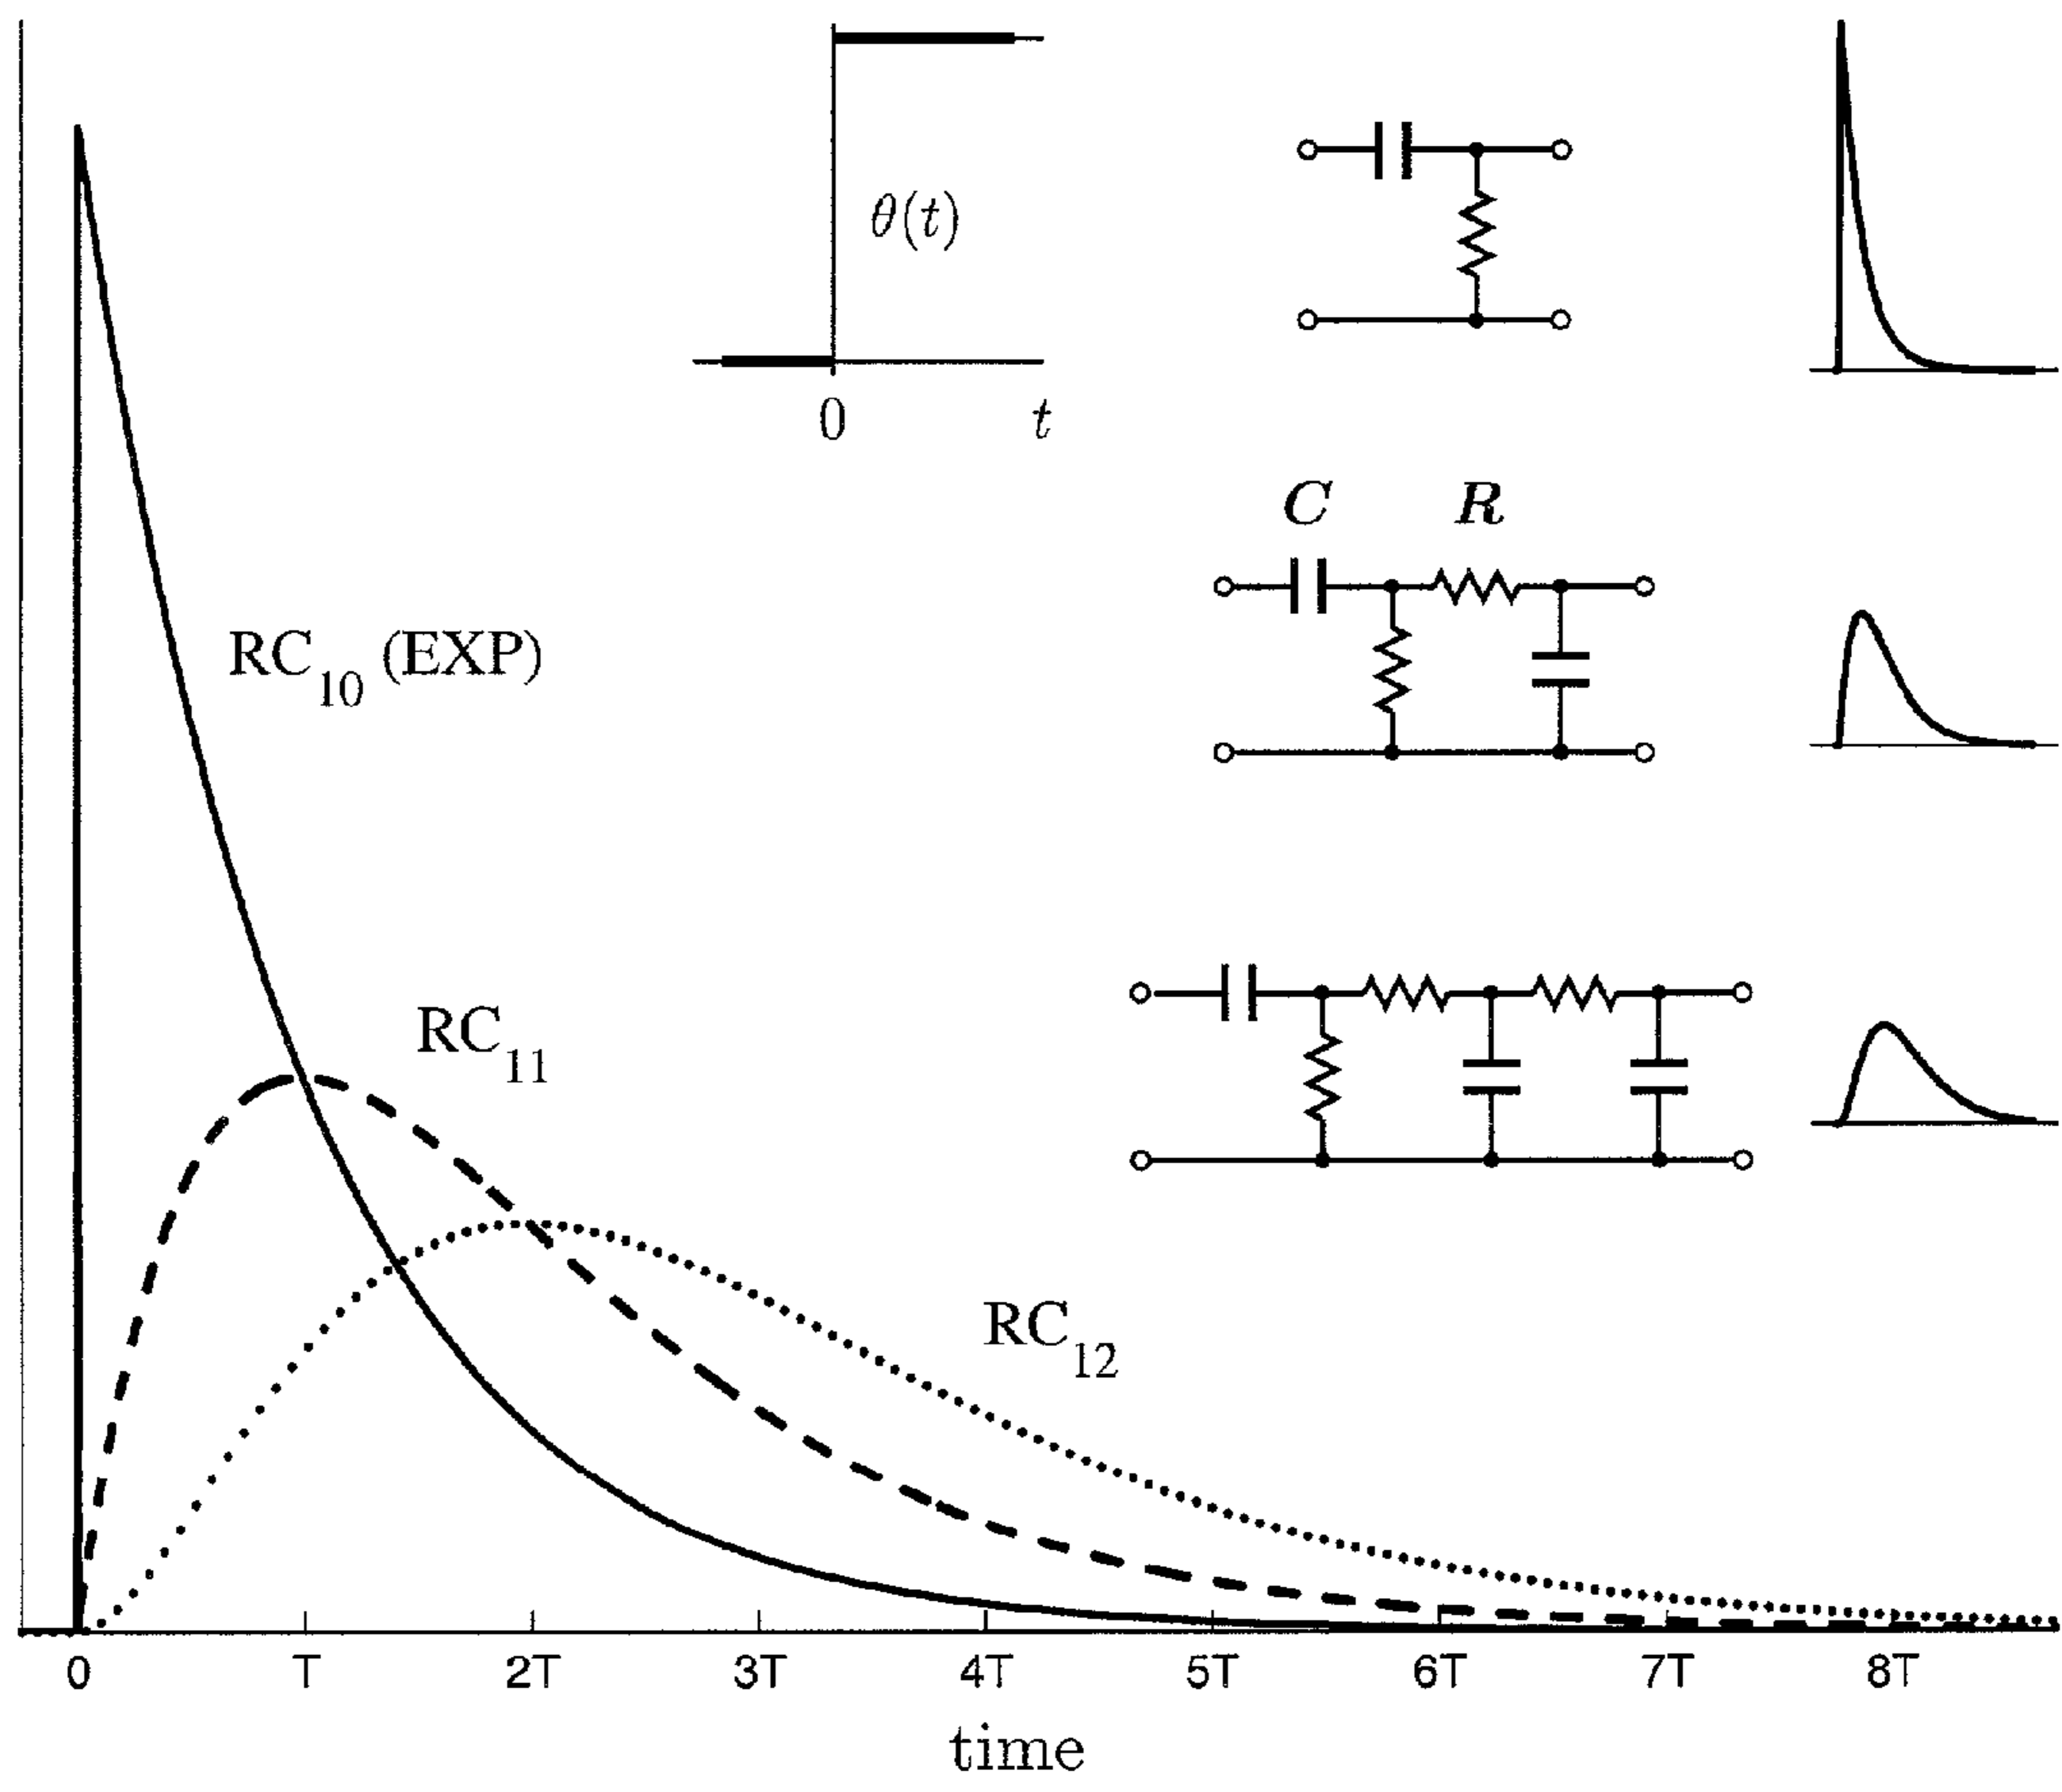 θ(t)
0 t
C R
RC₁₀ (EXP)
RC₁₁
RC₁₂
0 T 2T 3T 4T 5T 6T 7T 8T
time